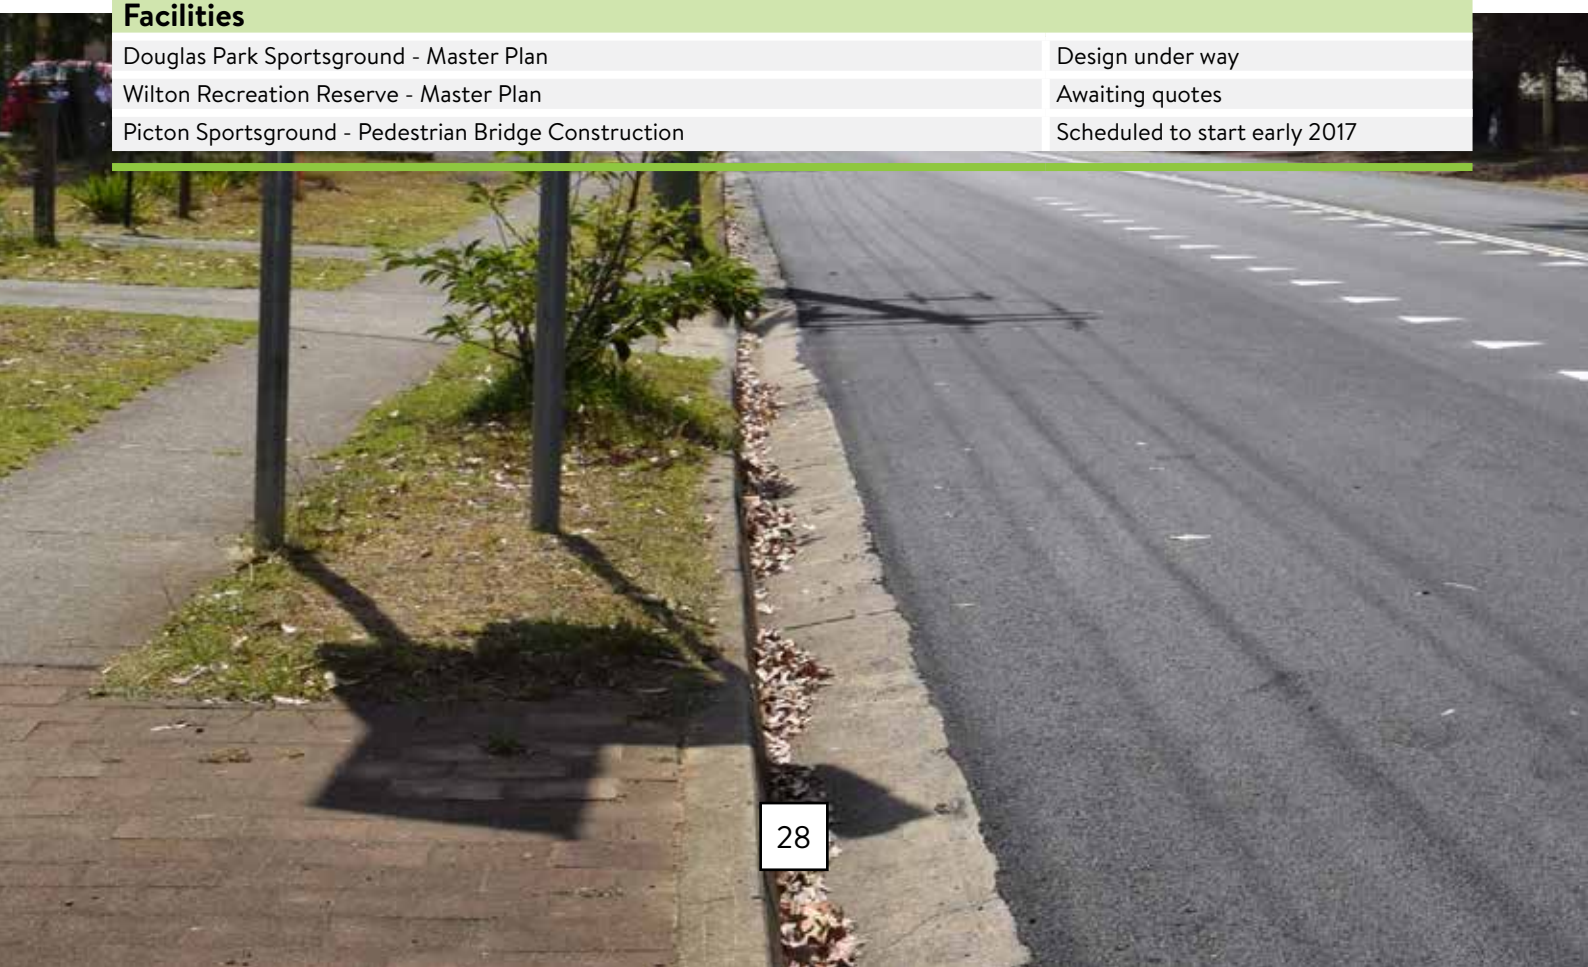 Facilities
Douglas Park Sportsground - Master Plan Design under way
Wilton Recreation Reserve - Master Plan Awaiting quotes
Picton Sportsground - Pedestrian Bridge Construction Scheduled to start early 2017
28